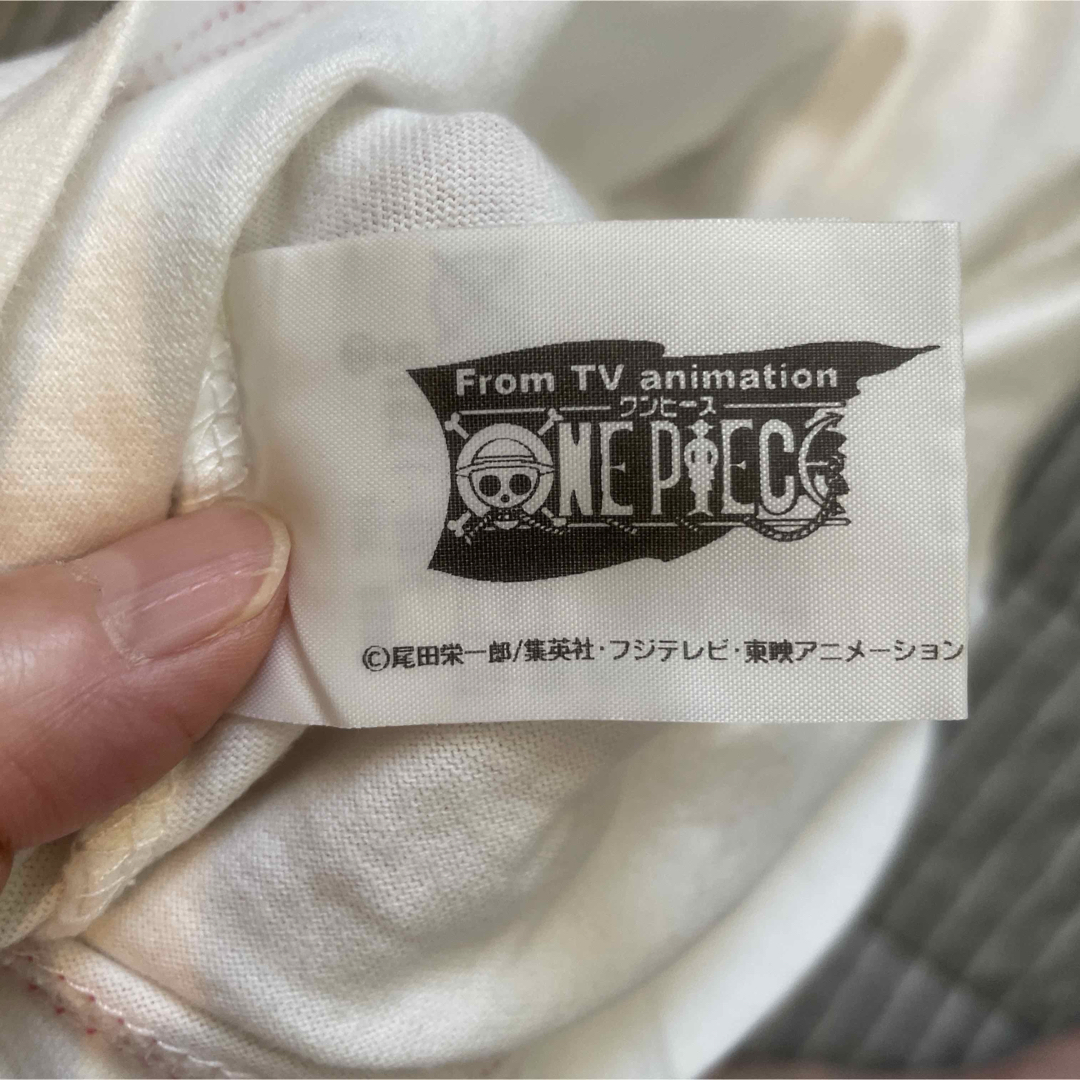 From TV animation
ワンピース
ONE PIECE
©尾田栄一郎/集英社・フジテレビ・東映アニメーション